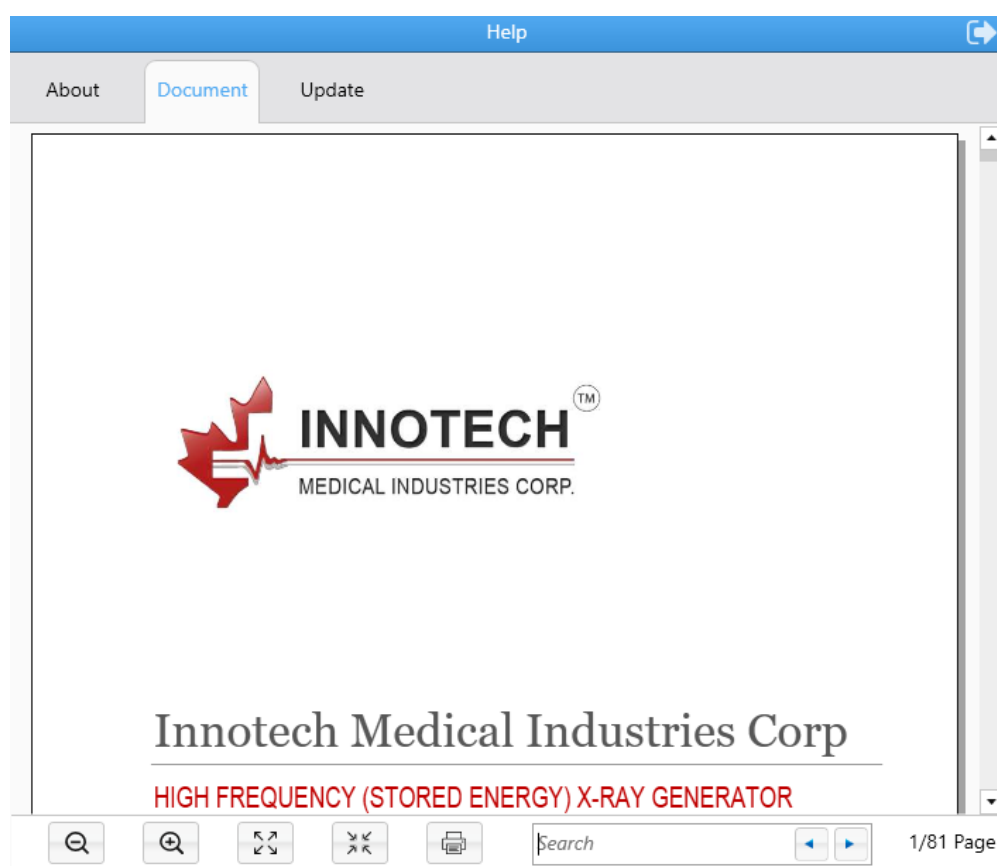 Help
About
Document
Update
TM
INNOTECH
MEDICAL INDUSTRIES CORP.
Innotech Medical Industries Corp
HIGH FREQUENCY (STORED ENERGY) X-RAY GENERATOR
Search
1/81 Page